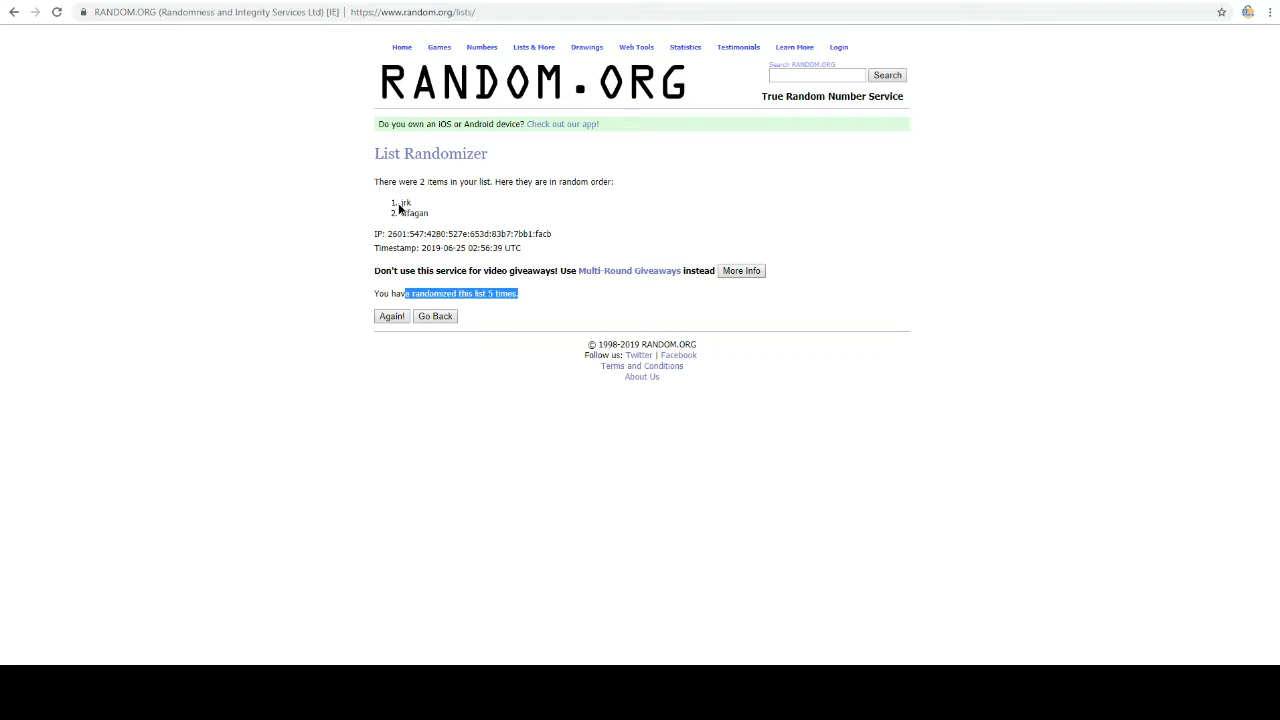 RANDOM.ORG (Randomness and Integrity Services Ltd) [IE] | https://www.random.org/lists/
Home Games Numbers Lists & More Drawings Web Tools Statistics Testimonials Learn More Login
Search RANDOM.ORG
RANDOM.ORG
Search
True Random Number Service
Do you own an iOS or Android device? Check out our app!
List Randomizer
There were 2 items in your list. Here they are in random order:
1. jrk
2.
IP: 2601:547:4280:527e:653d:83b7:7bb1:facb
Timestamp: 2019-06-25 02:56:39 UTC
Don't use this service for video giveaways! Use Multi-Round Giveaways instead More Info
You have randomized this list 5 times.
Again! Go Back
© 1998-2019 RANDOM.ORG
Follow us: Twitter | Facebook
Terms and Conditions
About Us